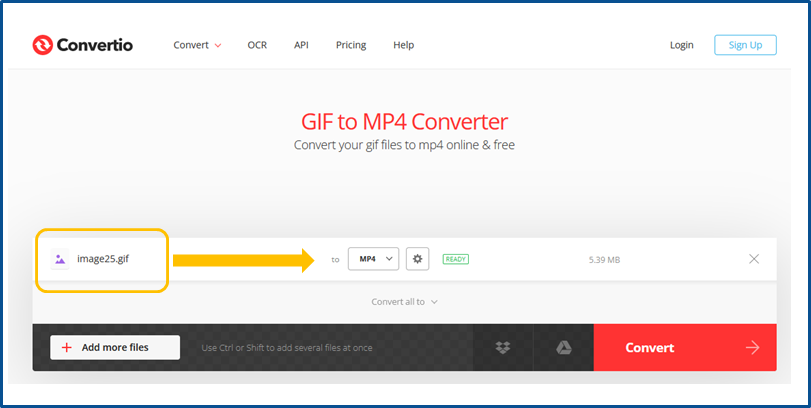 Convertio
Convert OCR API Pricing Help Login Sign Up
GIF to MP4 Converter
Convert your gif files to mp4 online & free
image25.gif to MP4 READY 5.39 MB
Convert all to
+ Add more files Use Ctrl or Shift to add several files at once Convert